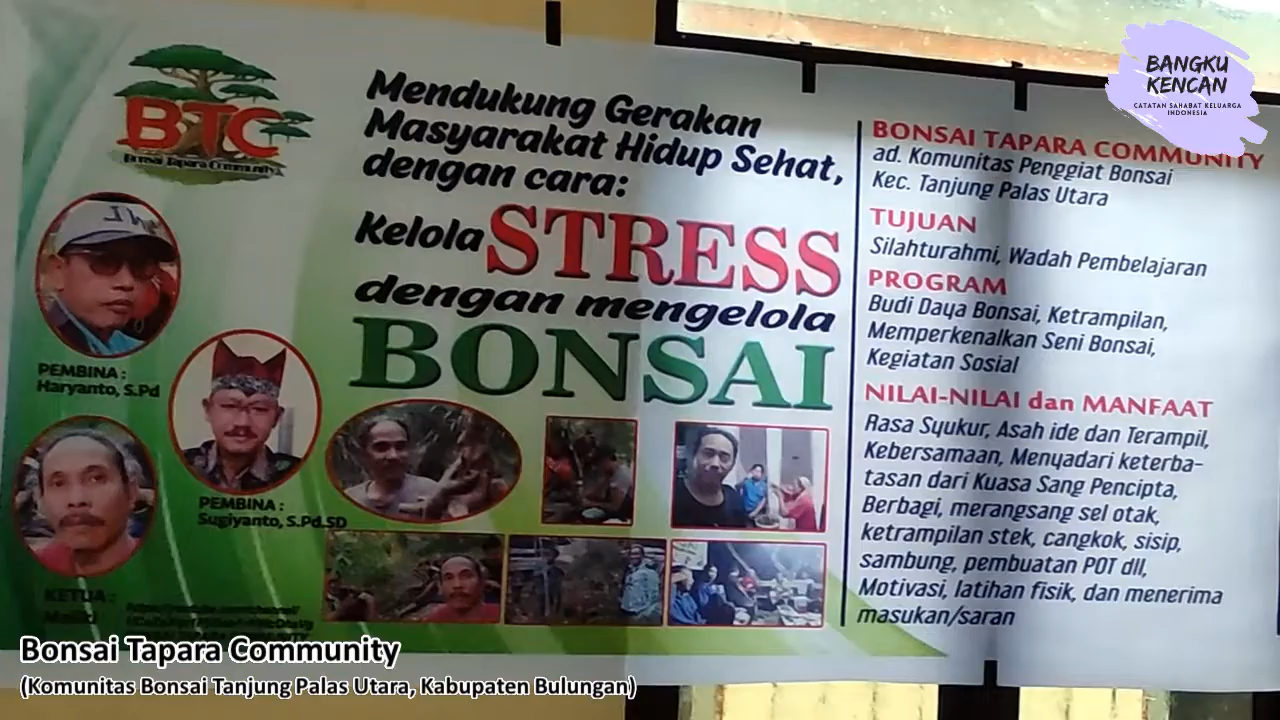 BANGKU
KENCAN
CATATAN SAHABAT KELUARGA
INDONESIA
BTC
Bonsai Tapara Community
Mendukung Gerakan
Masyarakat Hidup Sehat,
dengan cara:
Kelola STRESS
dengan mengelola
BONSAI
PEMBINA :
Haryanto, S.Pd
PEMBINA :
Sugiyanto, S.Pd.SD
KETUA :
BONSAI TAPARA COMMUNITY
ad. Komunitas Penggiat Bonsai
Kec. Tanjung Palas Utara
TUJUAN
Silahturahmi, Wadah Pembelajaran
PROGRAM
Budi Daya Bonsai, Ketrampilan,
Memperkenalkan Seni Bonsai,
Kegiatan Sosial
NILAI-NILAI dan MANFAAT
Rasa Syukur, Asah ide dan Terampil,
Kebersamaan, Menyadari keterba-
tasan dari Kuasa Sang Pencipta,
Berbagi, merangsang sel otak,
ketrampilan stek, cangkok, sisip,
sambung, pembuatan POT dll,
Motivasi, latihan fisik, dan menerima
masukan/saran
Bonsai Tapara Community
(Komunitas Bonsai Tanjung Palas Utara, Kabupaten Bulungan)